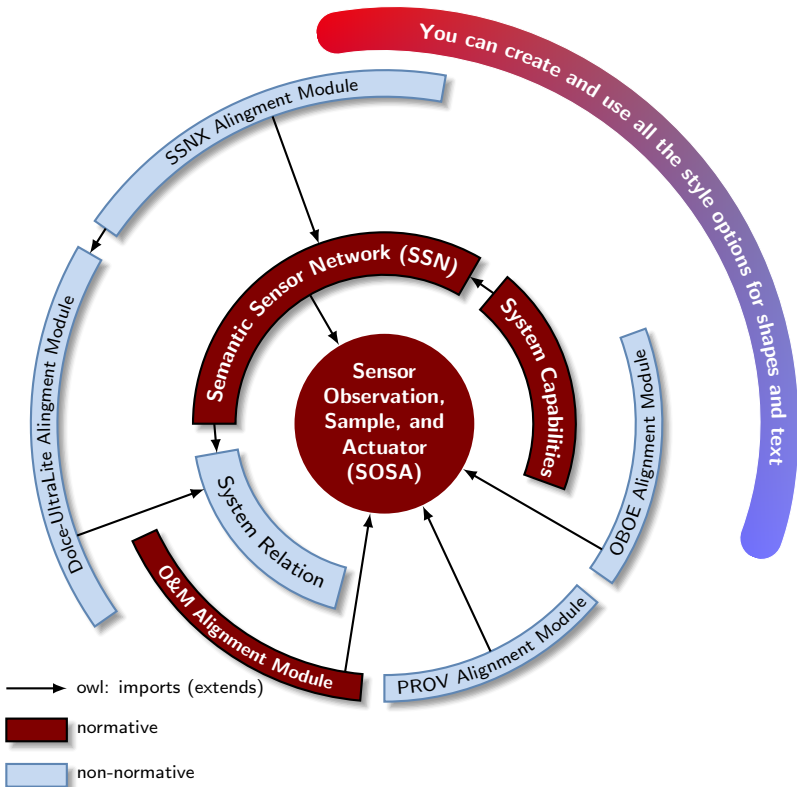 You can create and use all the style options for shapes and text
SSNX Alingment Module
Semantic Sensor Network (SSN)
System Capabilities
Dolce-UltraLite Alingment Module
OBOE Alignment Module
Sensor
Observation,
Sample, and
Actuator
(SOSA)
System Relation
O&M Alignment Module
PROV Alignment Module
owl: imports (extends)
normative
non-normative